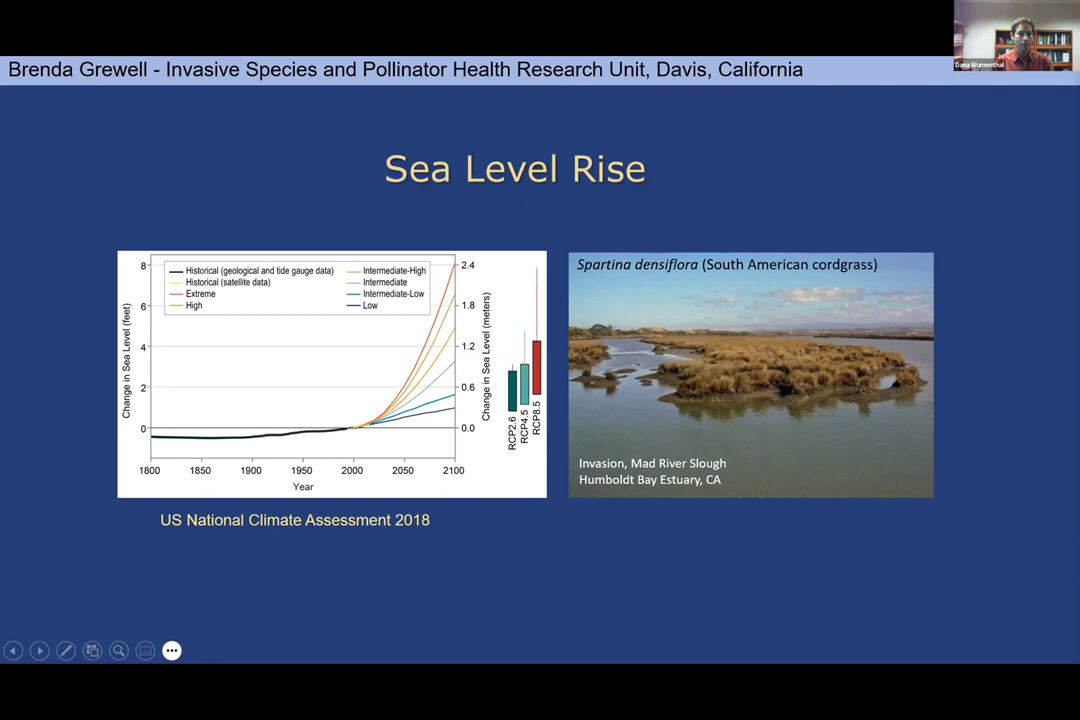 Brenda Grewell - Invasive Species and Pollinator Health Research Unit, Davis, California
Dana Blumenthal
Sea Level Rise
Historical (geological and tide gauge data)
Historical (satellite data)
Extreme
High
Intermediate-High
Intermediate
Intermediate-Low
Low
Change in Sea Level (feet)
8
6
4
2
0
2.4
1.8
1.2
0.6
0.0
Change in Sea Level (meters)
1800 1850 1900 1950 2000 2050 2100
Year
RCP2.6
RCP4.5
RCP8.5
US National Climate Assessment 2018
Spartina densiflora (South American cordgrass)
Invasion, Mad River Slough
Humboldt Bay Estuary, CA